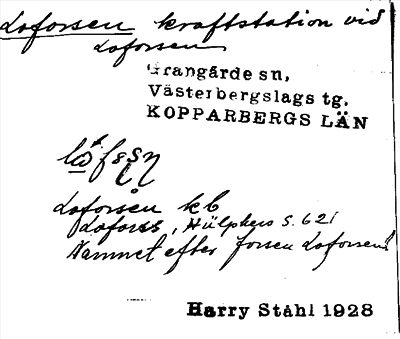 Loforsen kraftstation vid
Loforsen
Grangärde sn,
Västerbergslags tg.
KOPPARBERGS LÄN
Loforsen kb
Loforss, Hülphers S. 621
Namnet efter forsen Loforsen
Harry Ståhl 1928